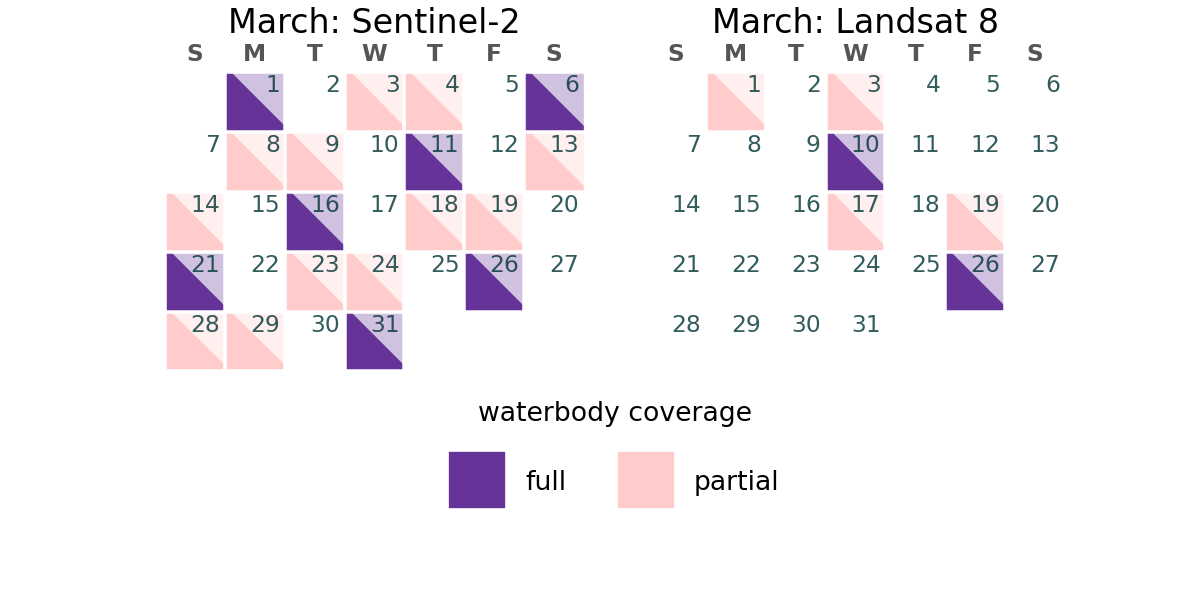 March: Sentinel-2
S M T W T F S
1 2 3 4 5 6
7 8 9 10 11 12 13
14 15 16 17 18 19 20
21 22 23 24 25 26 27
28 29 30 31
March: Landsat 8
S M T W T F S
1 2 3 4 5 6
7 8 9 10 11 12 13
14 15 16 17 18 19 20
21 22 23 24 25 26 27
28 29 30 31
waterbody coverage
full partial